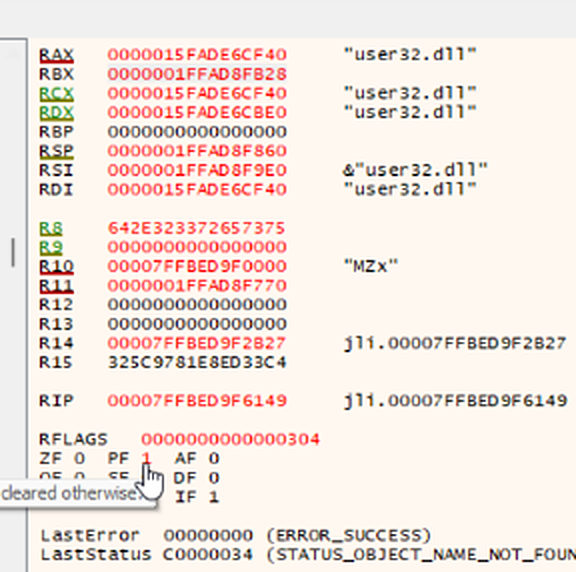 RAX 0000015FADE6CF40 "user32.dll"
RBX 0000001FFAD8FB28
RCX 0000015FADE6CF40 "user32.dll"
RDX 0000015FADE6CBE0 "user32.dll"
RBP 0000000000000000
RSP 0000001FFAD8F860
RSI 0000001FFAD8F9E0 &"user32.dll"
RDI 0000015FADE6CF40 "user32.dll"
R8 642E323372657375
R9 0000000000000000
R10 00007FFBED9F0000 "MZx"
R11 0000001FFAD8F770
R12 0000000000000000
R13 0000000000000000
R14 00007FFBED9F2B27 jli.00007FFBED9F2B27
R15 325C9781E8ED33C4
RIP 00007FFBED9F6149 jli.00007FFBED9F6149
RFLAGS 0000000000000304
ZF 0 PF 1 AF 0
DF 0
cleared otherwise. IF 1
LastError 00000000 (ERROR_SUCCESS)
LastStatus C0000034 (STATUS_OBJECT_NAME_NOT_FOUN